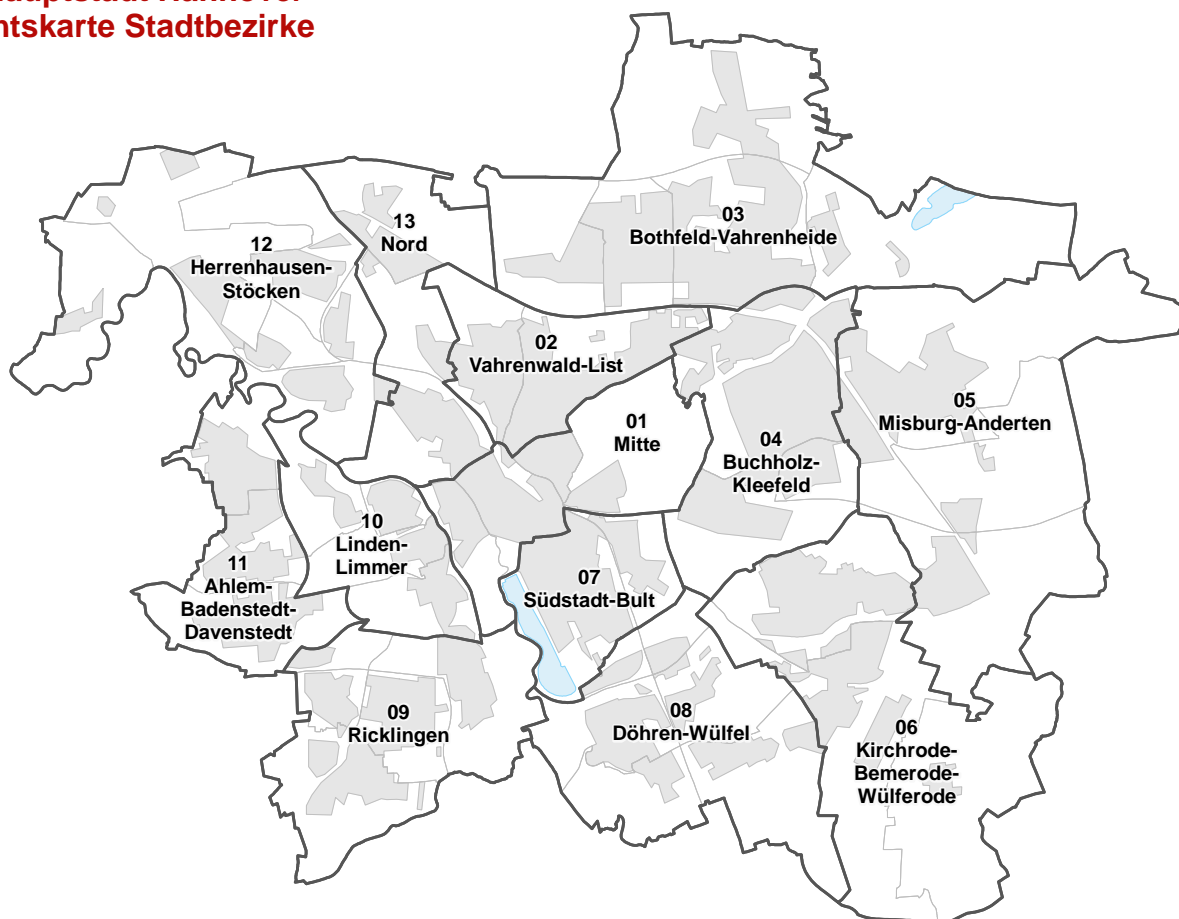 auptstadt Hannover
ntskarte Stadtbezirke
03
Bothfeld-Vahrenheide
13
Nord
12
Herrenhausen-
Stöcken
02
Vahrenwald-List
01
Mitte
04
Buchholz-
Kleefeld
05
Misburg-Anderten
10
Linden-
Limmer
11
Ahlem-
Badenstedt-
Davenstedt
07
Südstadt-Bult
09
Ricklingen
08
Döhren-Wülfel
06
Kirchrode-
Bemerode-
Wülferode